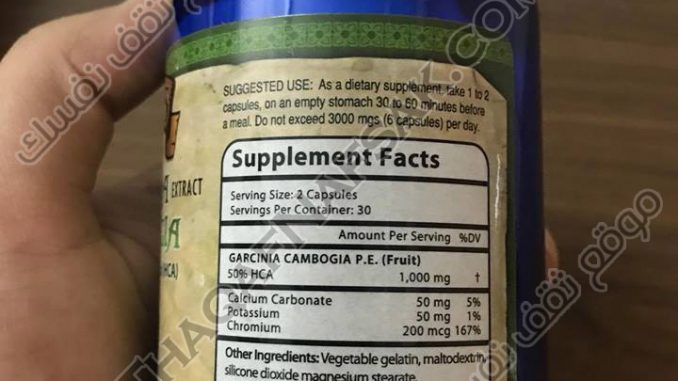 SUGGESTED USE: As a dietary supplement, take 1 to 2
capsules, on an empty stomach 30 to 60 minutes before
a meal. Do not exceed 3000 mgs (6 capsules) per day.
Supplement Facts
Serving Size: 2 Capsules
Servings Per Container: 30
Amount Per Serving %DV
GARCINIA CAMBOGIA P.E. (Fruit)
50% HCA 1,000 mg †
Calcium Carbonate 50 mg 5%
Potassium 50 mg 1%
Chromium 200 mcg 167%
Other Ingredients: Vegetable gelatin, maltodextrin,
silicone dioxide magnesium stearate.
EXTRACT
HCA)
موقع ثقف نفسك
THAQAFNAFSAK.COM
موقع ثقف نفسك